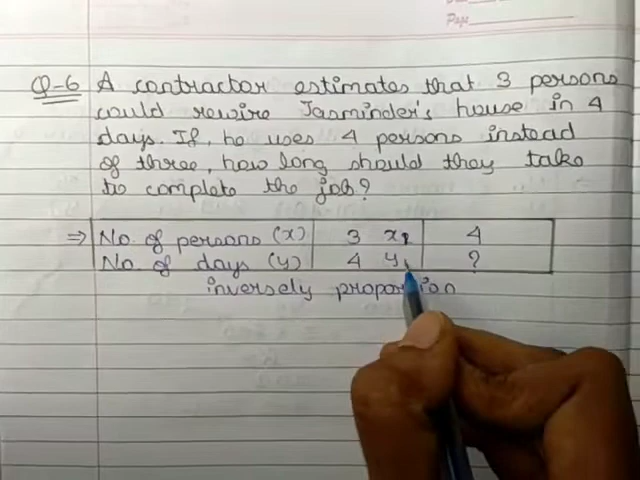 Page
Q-6 A contractor estimates that 3 persons
could rewire Jasminder's house in 4
days. If, he uses 4 persons instead
of three, how long should they take
to complete the job?
⇒ No. of persons (x) 3 x₁ 4
No. of days (y) 4 y₁ ?
inversely proportion